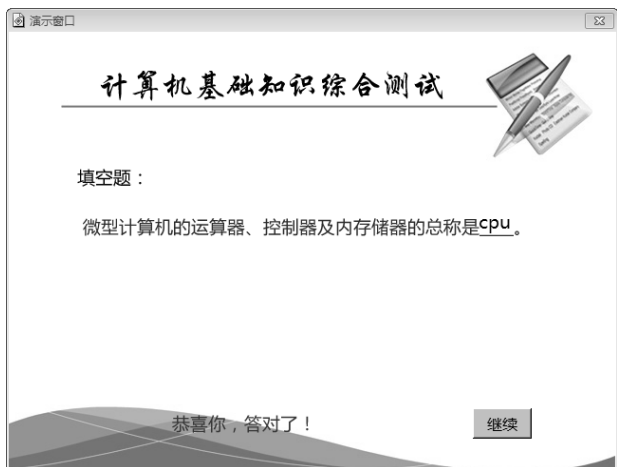 演示窗口
计算机基础知识综合测试
填空题：
微型计算机的运算器、控制器及内存储器的总称是cpu。
恭喜你，答对了！
继续